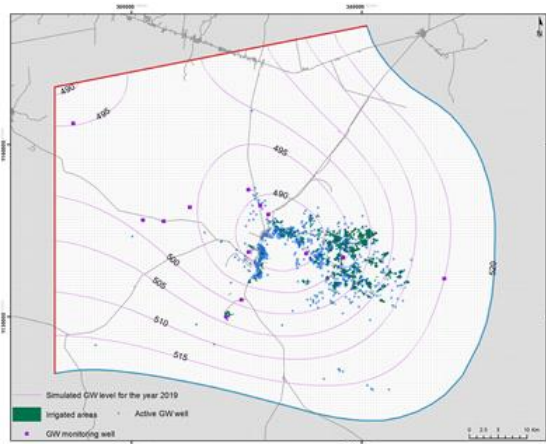 490
495
495
490
500
505
510
515
520
Simulated GW level for the year 2019
Irrigated areas
Active GW well
GW monitoring well
0 2.5 5 10 Km